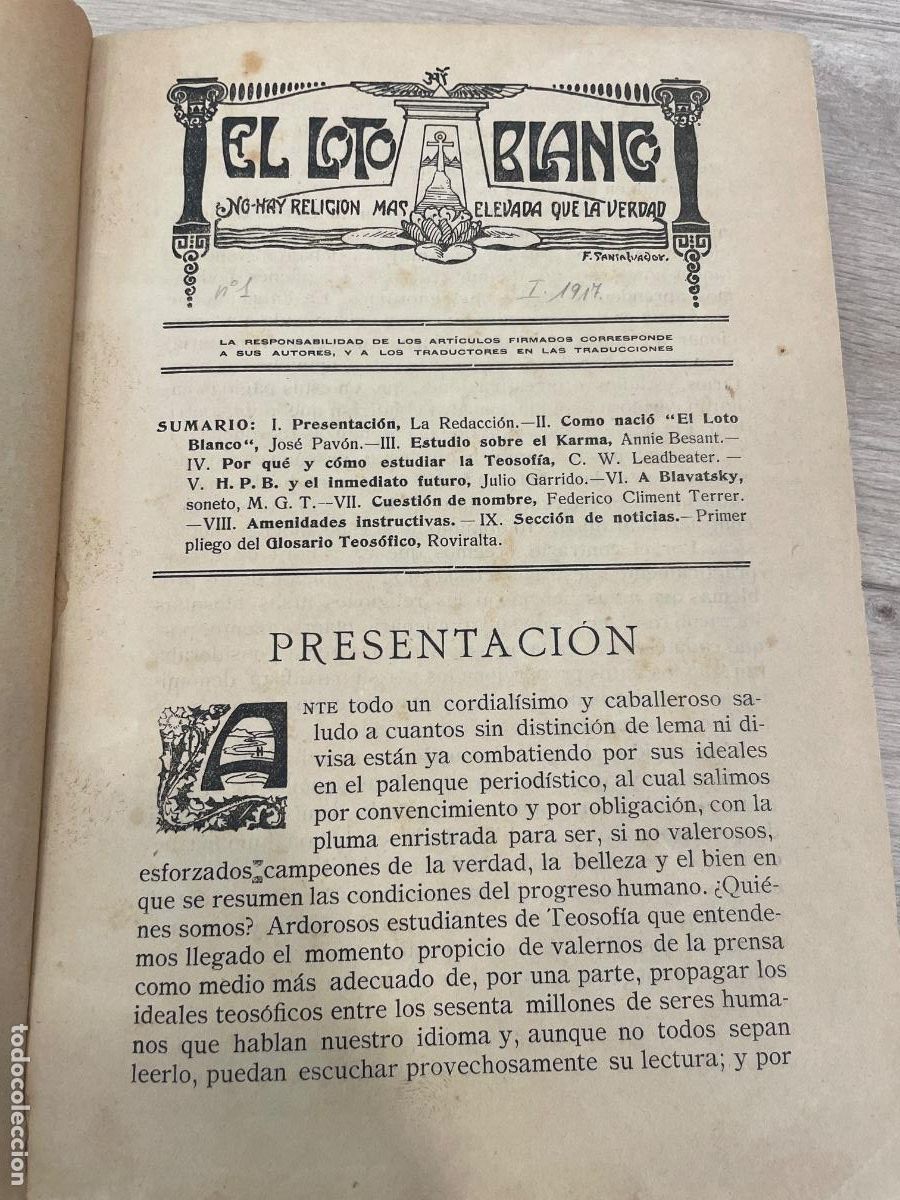 EL LOTO BLANCO
NO-HAY RELIGION MAS ELEVADA QUE LA VERDAD
F. SANTALVADOR.
nº1 I. 1917.
LA RESPONSABILIDAD DE LOS ARTÍCULOS FIRMADOS CORRESPONDE
A SUS AUTORES, Y A LOS TRADUCTORES EN LAS TRADUCCIONES
SUMARIO: I. Presentación, La Redacción.—II. Como nació "El Loto
Blanco", José Pavón.—III. Estudio sobre el Karma, Annie Besant.—
IV. Por qué y cómo estudiar la Teosofía, C. W. Leadbeater. —
V. H. P. B. y el inmediato futuro, Julio Garrido.—VI. A Blavatsky,
soneto, M. G. T.—VII. Cuestión de nombre, Federico Climent Terrer.
—VIII. Amenidades instructivas. — IX. Sección de noticias.— Primer
pliego del Glosario Teosófico, Roviralta.
PRESENTACIÓN
ANTE todo un cordialísimo y caballeroso sa-
ludo a cuantos sin distinción de lema ni di-
visa están ya combatiendo por sus ideales
en el palenque periodístico, al cual salimos
por convencimiento y por obligación, con la
pluma enristrada para ser, si no valerosos,
esforzados campeones de la verdad, la belleza y el bien en
que se resumen las condiciones del progreso humano. ¿Quié-
nes somos? Ardorosos estudiantes de Teosofía que entende-
mos llegado el momento propicio de valernos de la prensa
como medio más adecuado de, por una parte, propagar los
ideales teosóficos entre los sesenta millones de seres huma-
nos que hablan nuestro idioma y, aunque no todos sepan
leerlo, puedan escuchar provechosamente su lectura; y por
todocoleccion.net